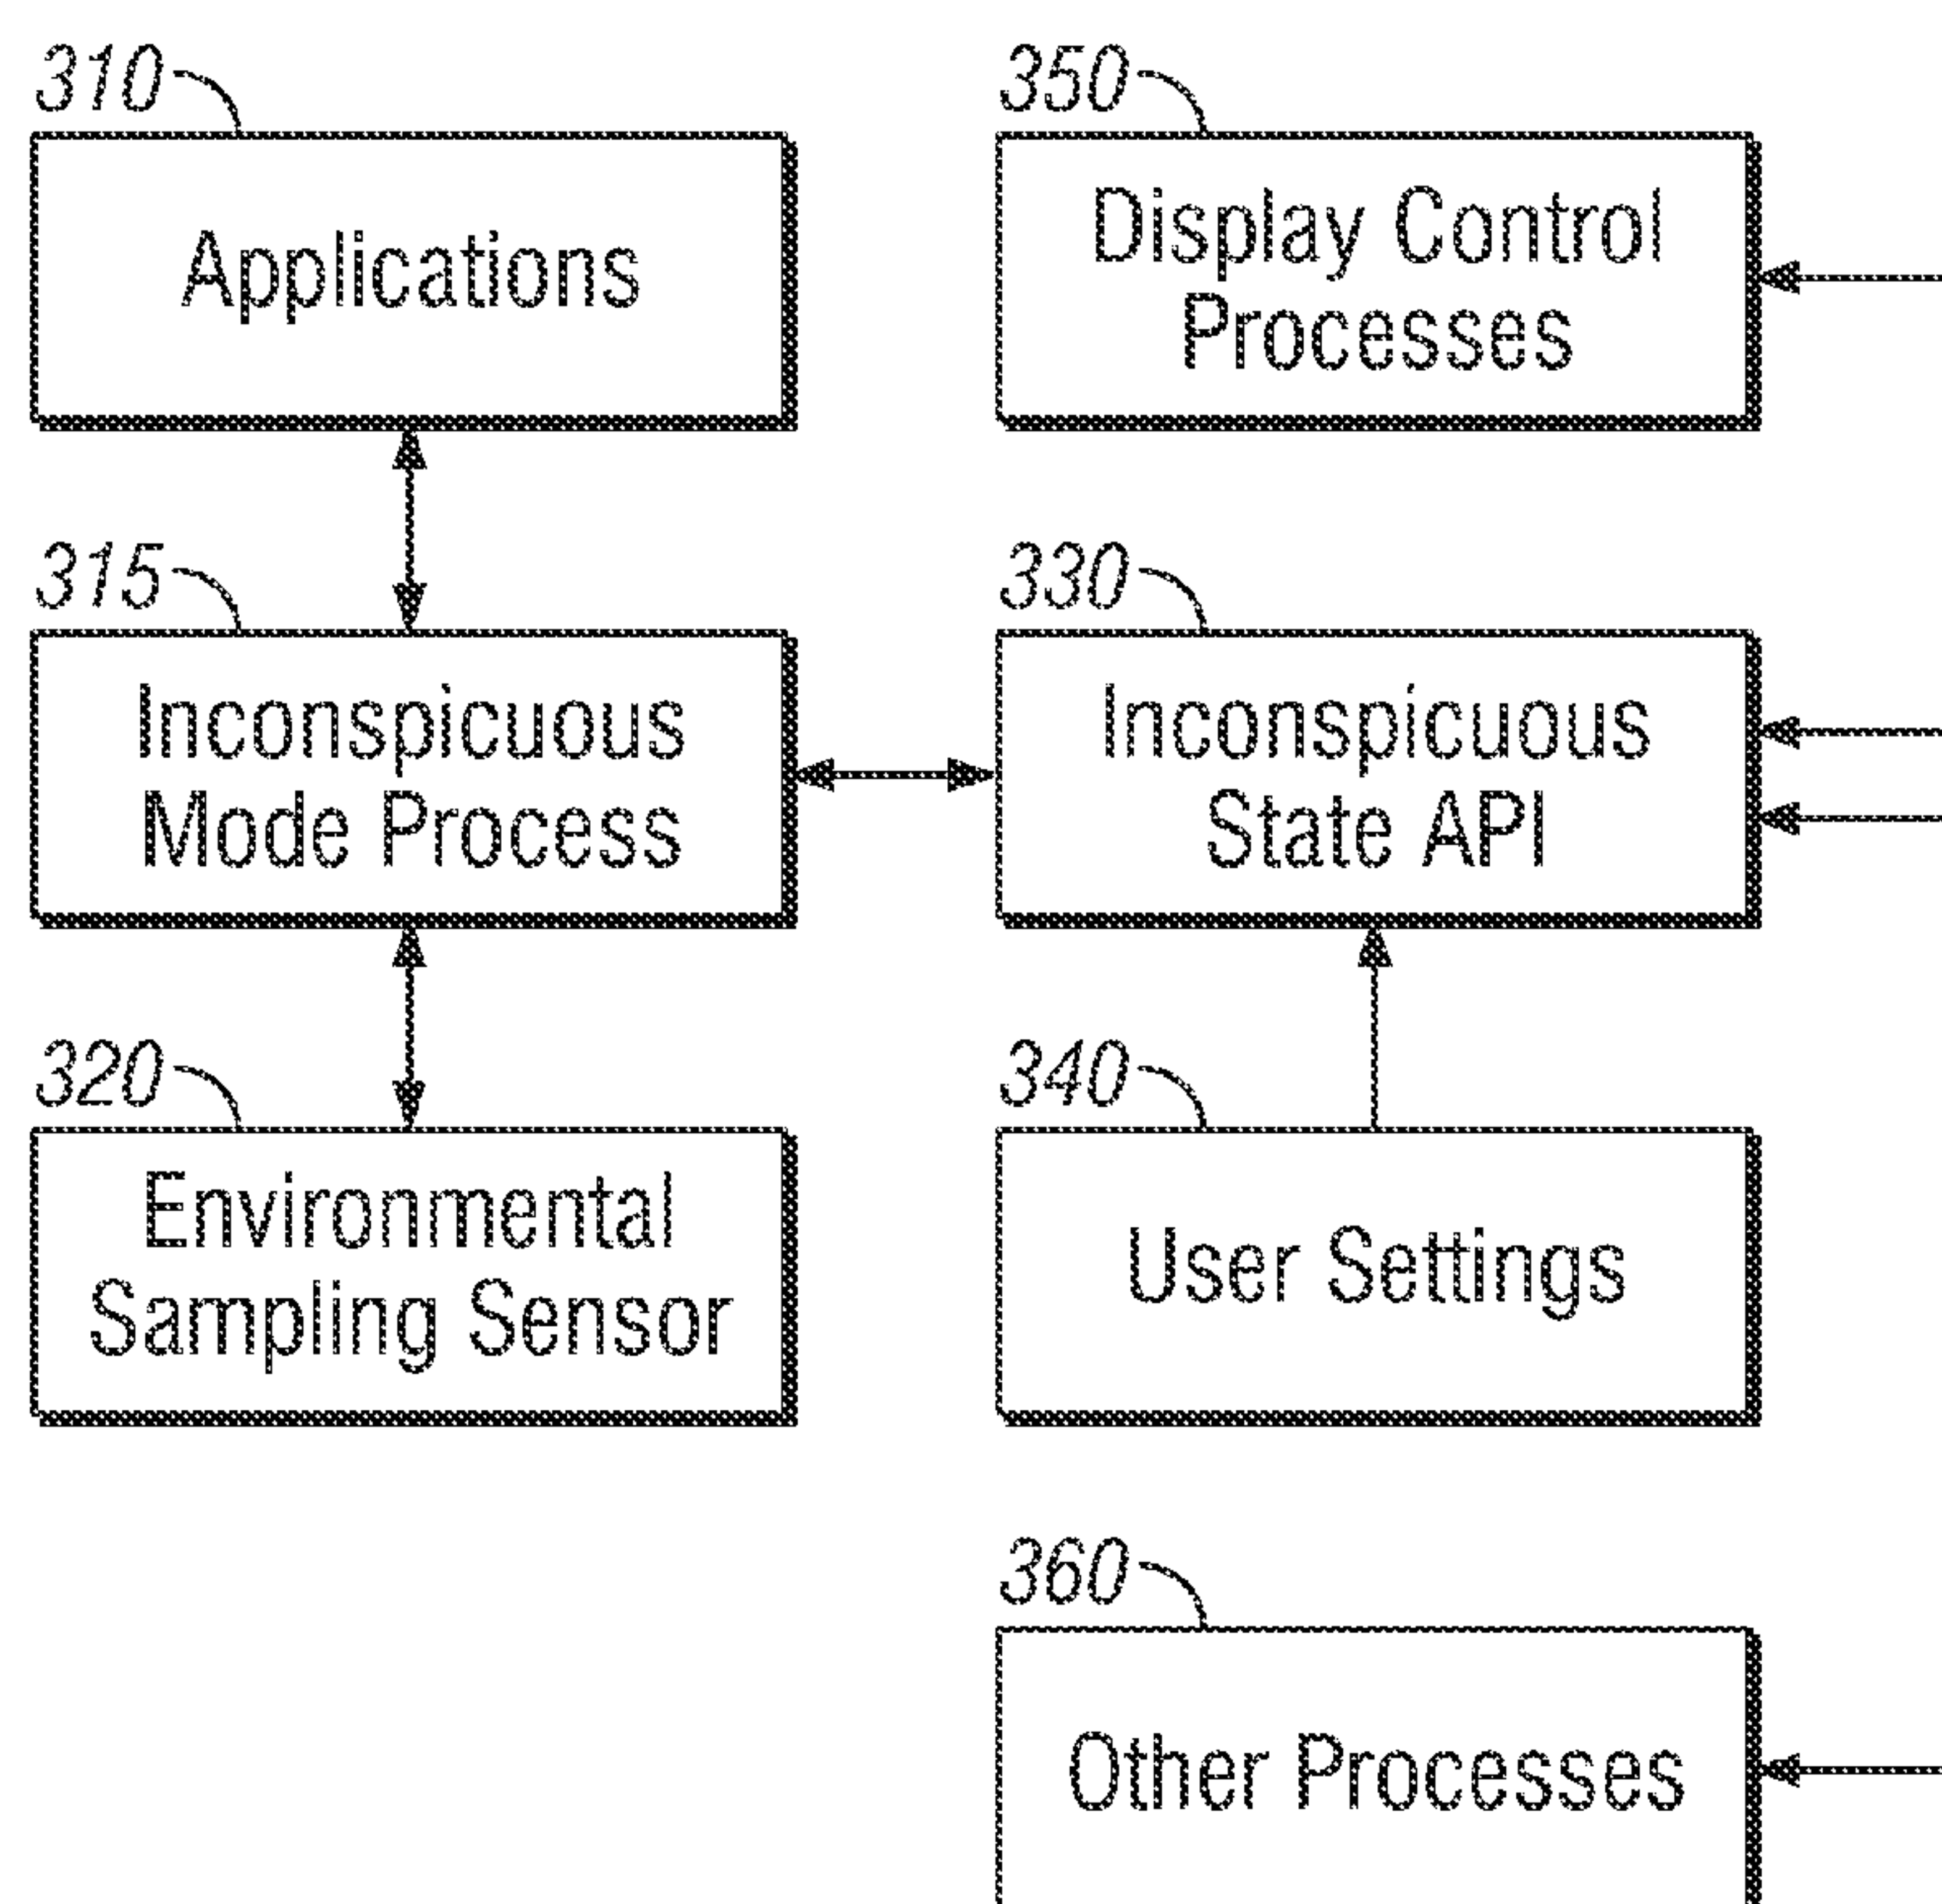 310
Applications
350
Display Control
Processes
315
Inconspicuous
Mode Process
330
Inconspicuous
State API
320
Environmental
Sampling Sensor
340
User Settings
360
Other Processes